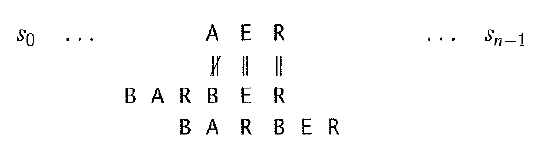 s₀ ... A E R ... sₙ₋₁
∦ ‖ ‖
B A R B E R
B A R B E R